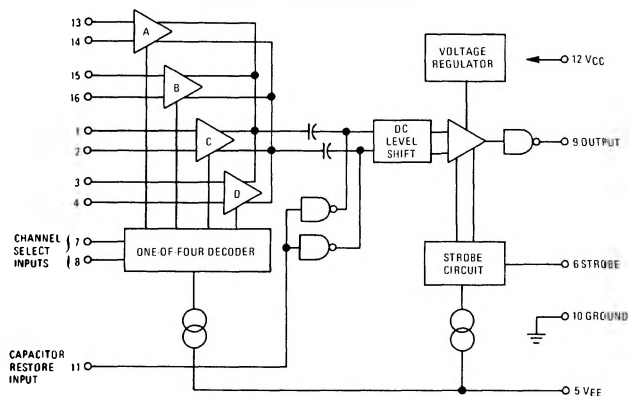 13
14
A
VOLTAGE
REGULATOR
12 VCC
15
16
B
1
2
C
DC
LEVEL
SHIFT
9 OUTPUT
3
4
D
CHANNEL
SELECT
INPUTS
7
8
ONE-OF-FOUR DECODER
STROBE
CIRCUIT
6 STROBE
10 GROUND
CAPACITOR
RESTORE
INPUT
11
5 VEE